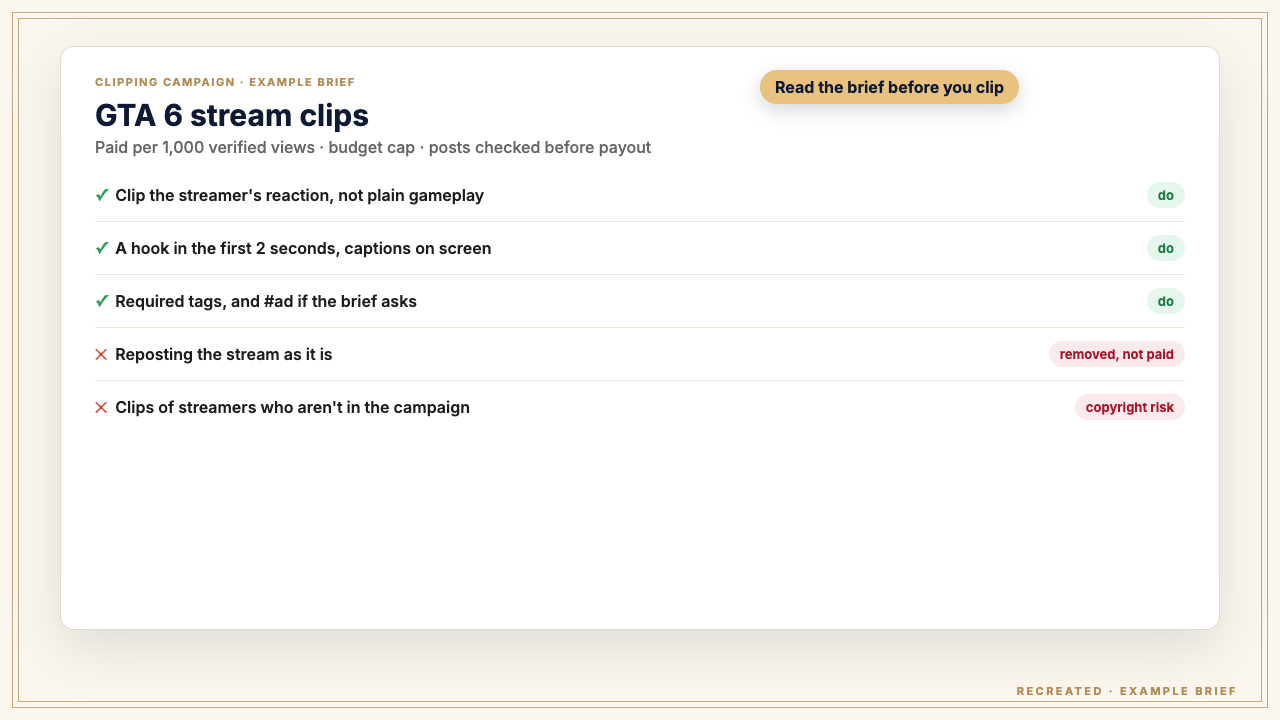 CLIPPING CAMPAIGN · EXAMPLE BRIEF
Read the brief before you clip
GTA 6 stream clips
Paid per 1,000 verified views · budget cap · posts checked before payout
✓ Clip the streamer's reaction, not plain gameplay do
✓ A hook in the first 2 seconds, captions on screen do
✓ Required tags, and #ad if the brief asks do
✕ Reposting the stream as it is removed, not paid
✕ Clips of streamers who aren't in the campaign copyright risk
RECREATED · EXAMPLE BRIEF